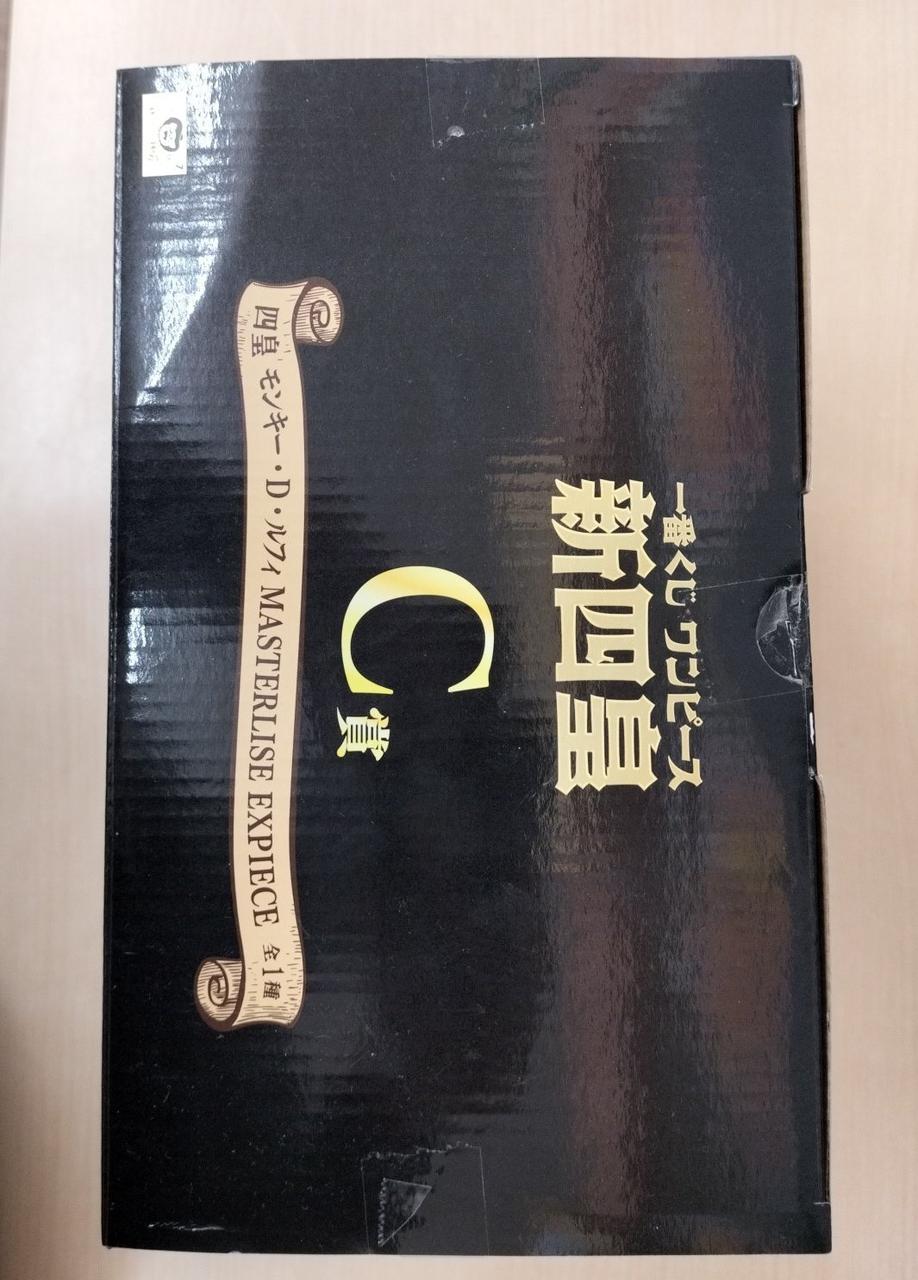 一番くじ ワンピース
新四皇
C賞
四皇 モンキー・D・ルフィ MASTERLISE EXPIECE 全1種